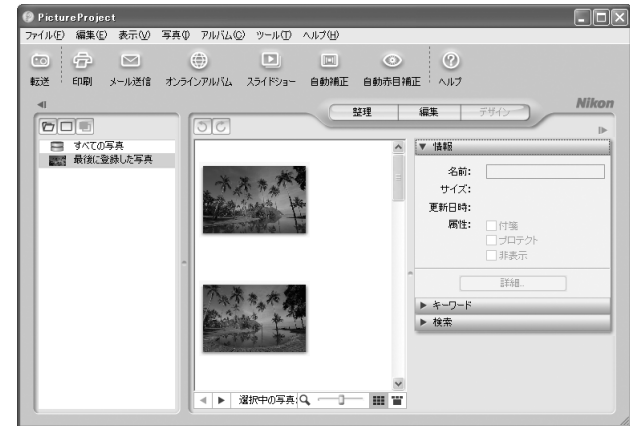 PictureProject
ファイル(F) 編集(E) 表示(V) 写真(I) アルバム(C) ツール(T) ヘルプ(H)
転送 印刷 メール送信 オンラインアルバム スライドショー 自動補正 自動赤目補正 ヘルプ
整理 編集 デザイン
Nikon
すべての写真
最後に登録した写真
情報
名前:
サイズ:
更新日時:
属性: 付箋
プロテクト
非表示
詳細...
キーワード
検索
選択中の写真: